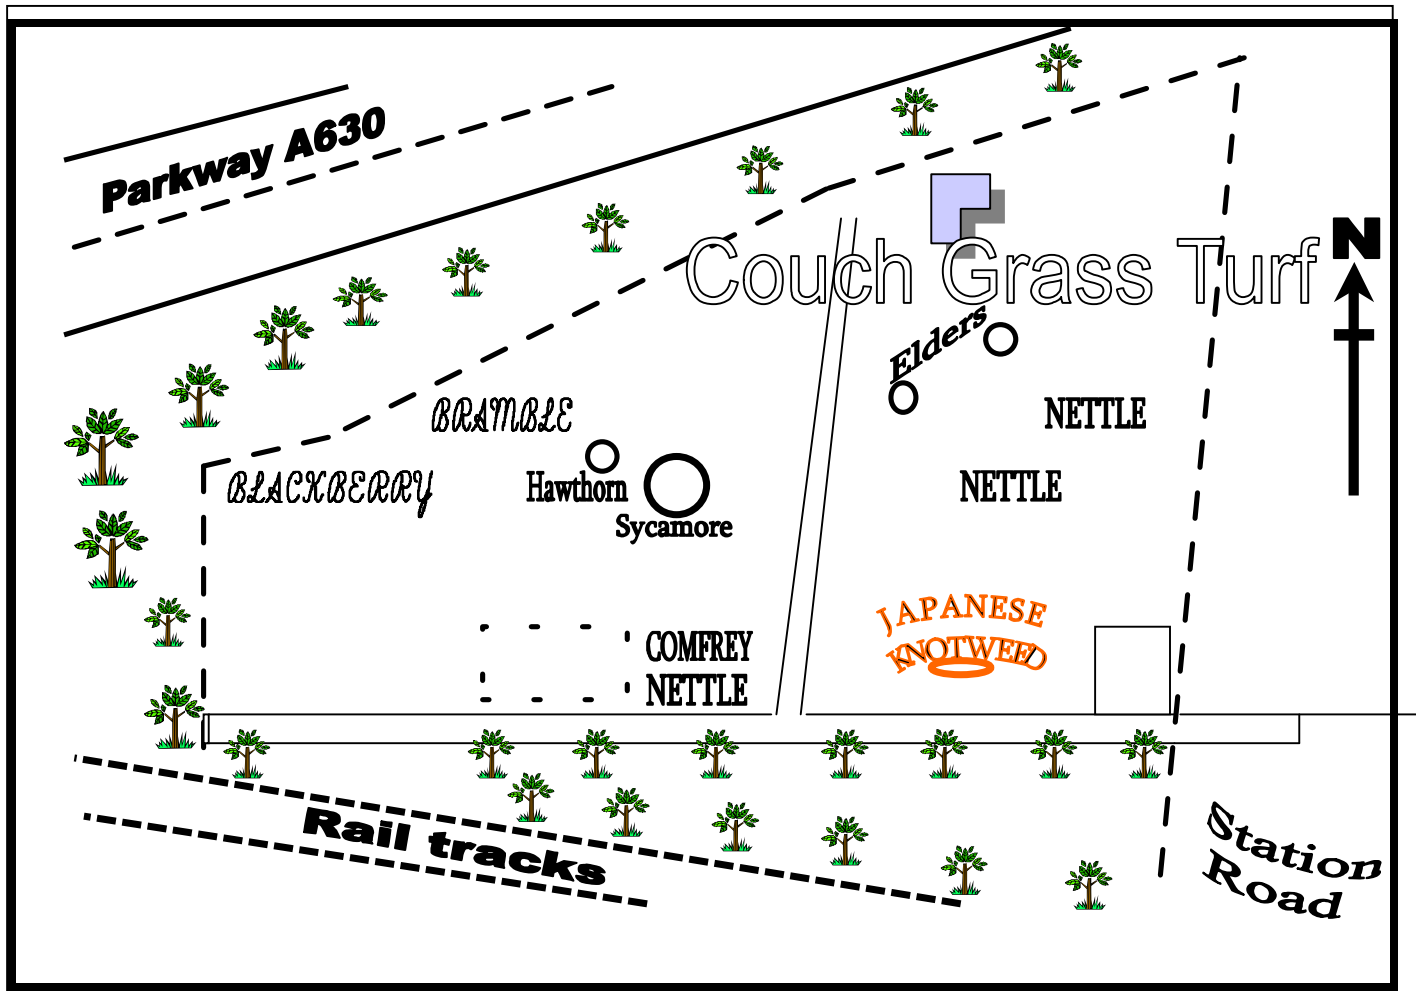 Parkway A630
N
Couch Grass Turf
Elders
BRAMBLE
NETTLE
BLACKBERRY
Hawthorn
NETTLE
Sycamore
JAPANESE
KNOTWEED
COMFREY
NETTLE
Rail tracks
Station
Road